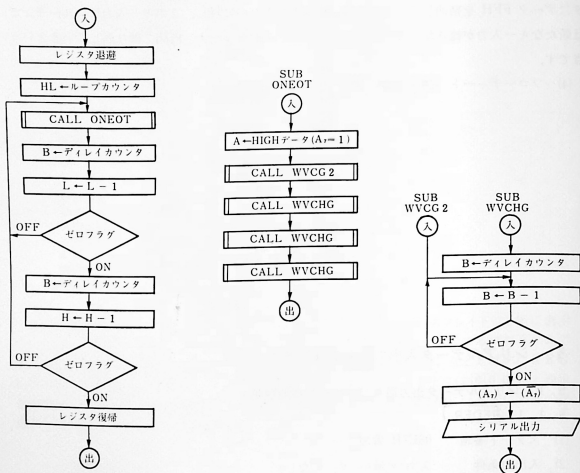 入
レジスタ退避
HL←ループカウンタ
CALL ONEOT
B←ディレイカウンタ
L←L-1
OFF
ゼロフラグ
ON
B←ディレイカウンタ
H←H-1
OFF
ゼロフラグ
ON
レジスタ復帰
出
SUB
ONEOT
入
A←HIGHデータ(A₇=1)
CALL WVCG2
CALL WVCHG
CALL WVCHG
CALL WVCHG
出
SUB
WVCG2
入
SUB
WVCHG
入
B←ディレイカウンタ
B←B-1
OFF
ゼロフラグ
ON
(A₇)←(A̅₇)
シリアル出力
出